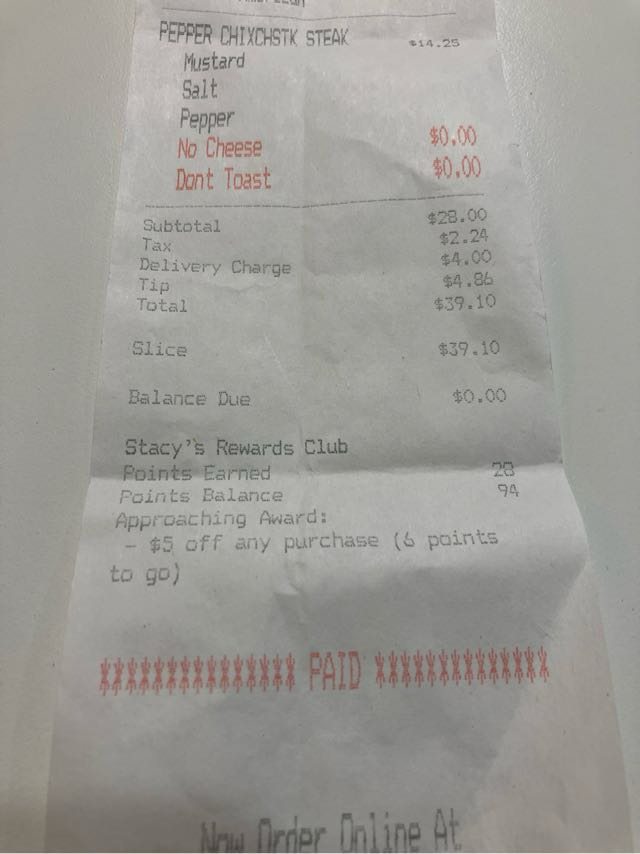 PEPPER CHIXCHSTK STEAK $14.25
Mustard
Salt
Pepper
No Cheese $0.00
Dont Toast $0.00
Subtotal $28.00
Tax $2.24
Delivery Charge $4.00
Tip $4.86
Total $39.10
Slice $39.10
Balance Due $0.00
Stacy's Rewards Club
Points Earned 28
Points Balance 94
Approaching Award:
- $5 off any purchase (6 points
to go)
************** PAID **************
Now Order Online At